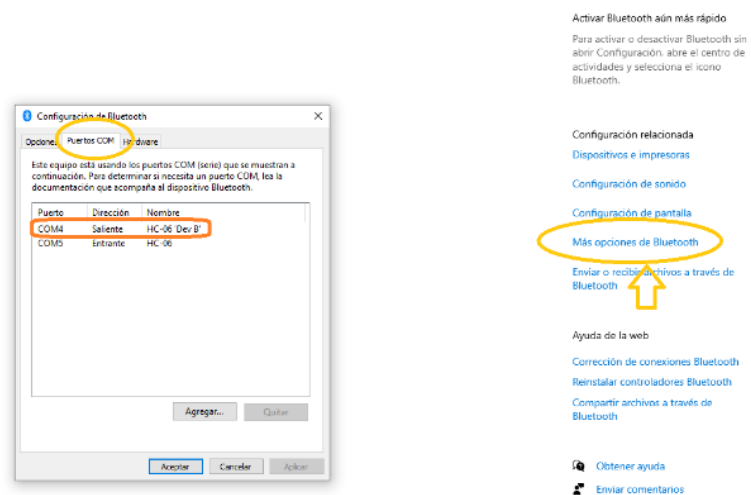 Configuración de Bluetooth
Opciones Puertos COM Hardware
Este equipo está usando los puertos COM (serie) que se muestran a
continuación. Para determinar si necesita un puerto COM, lea la
documentación que acompaña al dispositivo Bluetooth.
Puerto Dirección Nombre
COM4 Saliente HC-06 'Dev B'
COM5 Entrante HC-06
Agregar... Quitar
Aceptar Cancelar Aplicar
Activar Bluetooth aún más rápido
Para activar o desactivar Bluetooth sin
abrir Configuración, abre el centro de
actividades y selecciona el icono
Bluetooth.
Configuración relacionada
Dispositivos e impresoras
Configuración de sonido
Configuración de pantalla
Más opciones de Bluetooth
Enviar o recibir archivos a través de
Bluetooth
Ayuda de la web
Corrección de conexiones Bluetooth
Reinstalar controladores Bluetooth
Compartir archivos a través de
Bluetooth
Obtener ayuda
Enviar comentarios